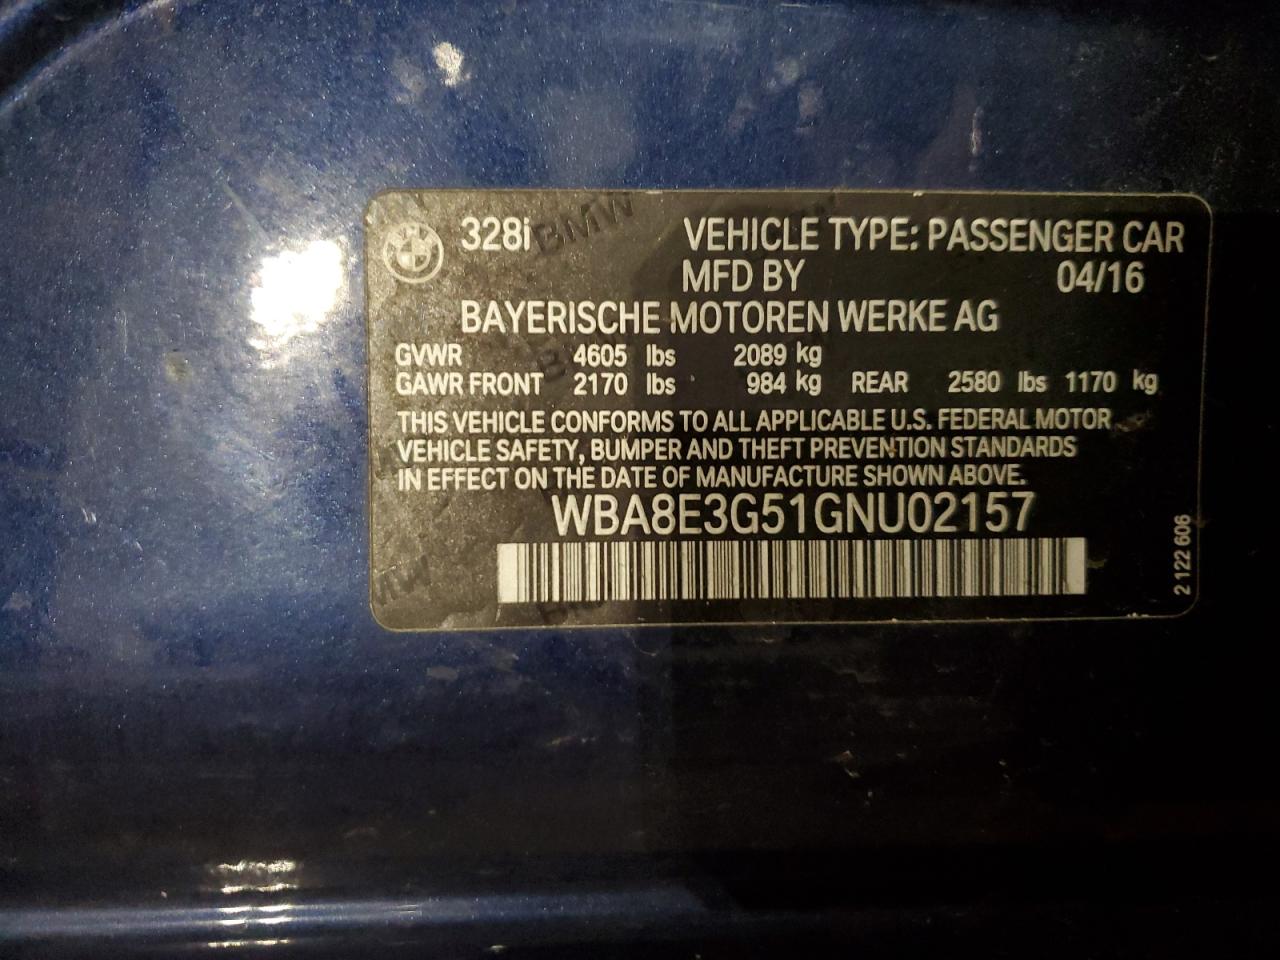 328i VEHICLE TYPE: PASSENGER CAR
MFD BY 04/16
BAYERISCHE MOTOREN WERKE AG
GVWR 4605 lbs 2089 kg
GAWR FRONT 2170 lbs 984 kg REAR 2580 lbs 1170 kg
THIS VEHICLE CONFORMS TO ALL APPLICABLE U.S. FEDERAL MOTOR
VEHICLE SAFETY, BUMPER AND THEFT PREVENTION STANDARDS
IN EFFECT ON THE DATE OF MANUFACTURE SHOWN ABOVE.
WBA8E3G51GNU02157
2 122 606
BMW